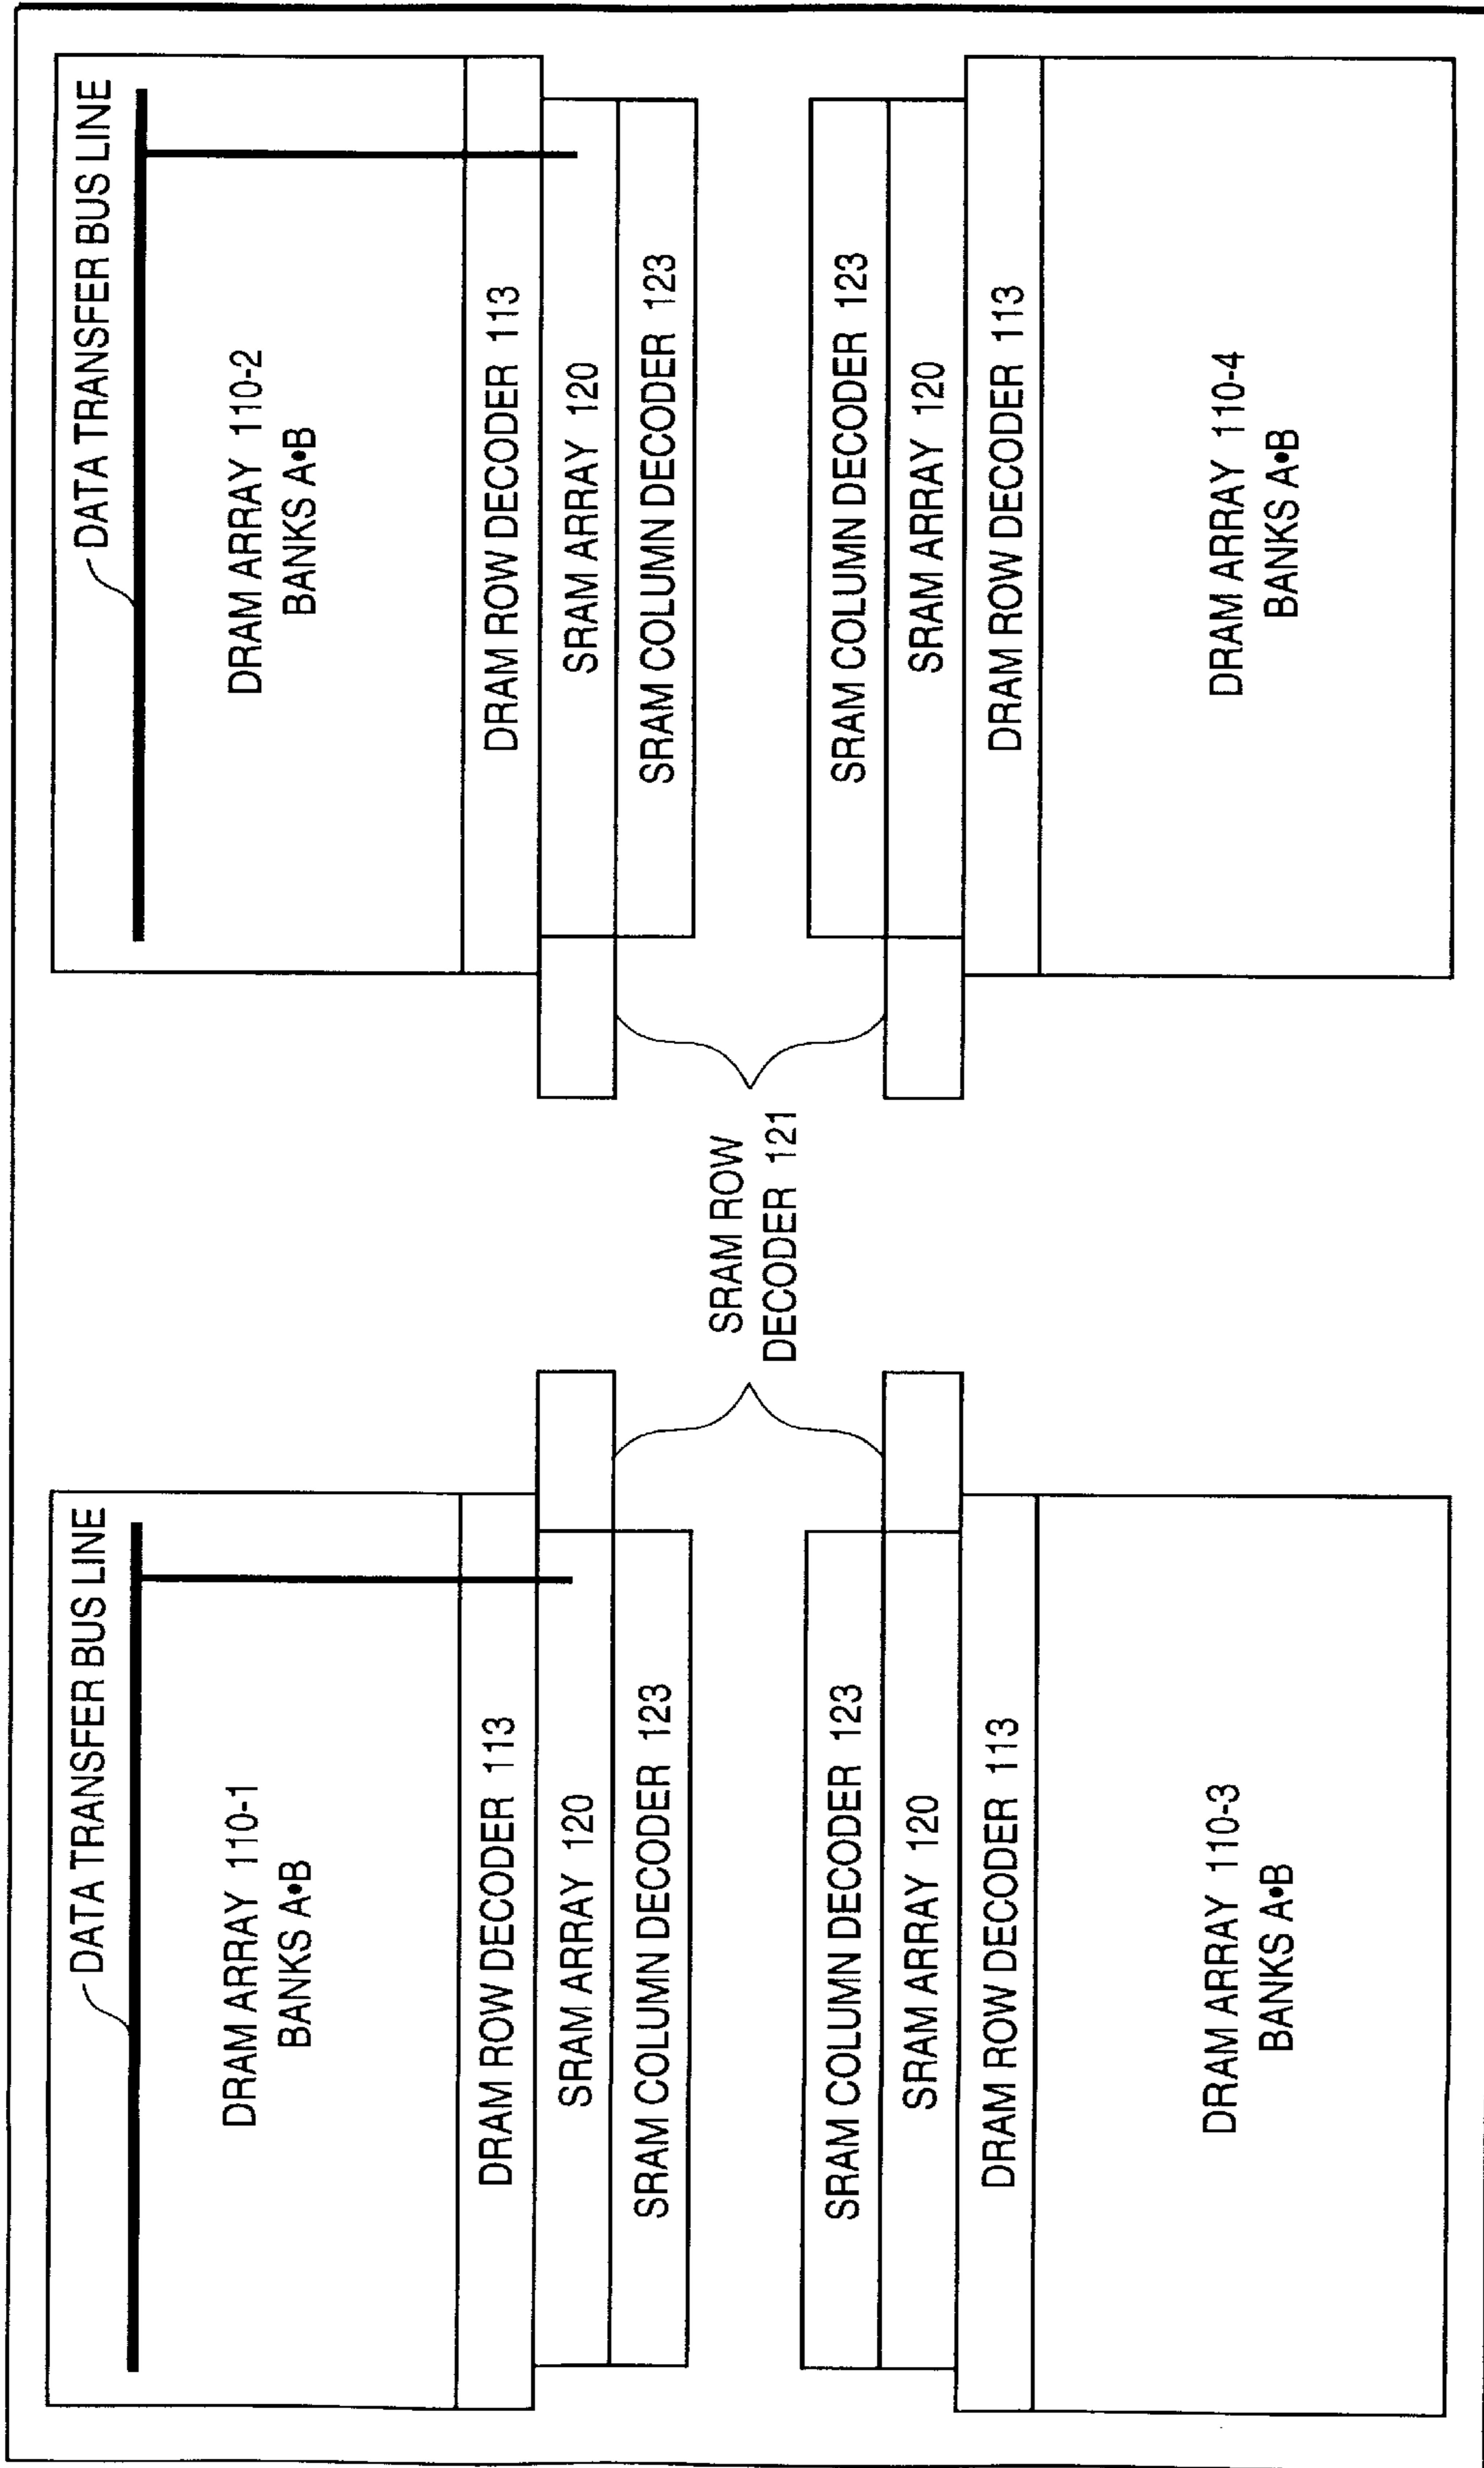 DATA TRANSFER BUS LINE
DRAM ARRAY 110-1
BANKS A•B
DRAM ROW DECODER 113
SRAM ARRAY 120
SRAM COLUMN DECODER 123
SRAM COLUMN DECODER 123
SRAM ARRAY 120
DRAM ROW DECODER 113
DRAM ARRAY 110-3
BANKS A•B
SRAM ROW
DECODER 121
DATA TRANSFER BUS LINE
DRAM ARRAY 110-2
BANKS A•B
DRAM ROW DECODER 113
SRAM ARRAY 120
SRAM COLUMN DECODER 123
SRAM COLUMN DECODER 123
SRAM ARRAY 120
DRAM ROW DECODER 113
DRAM ARRAY 110-4
BANKS A•B